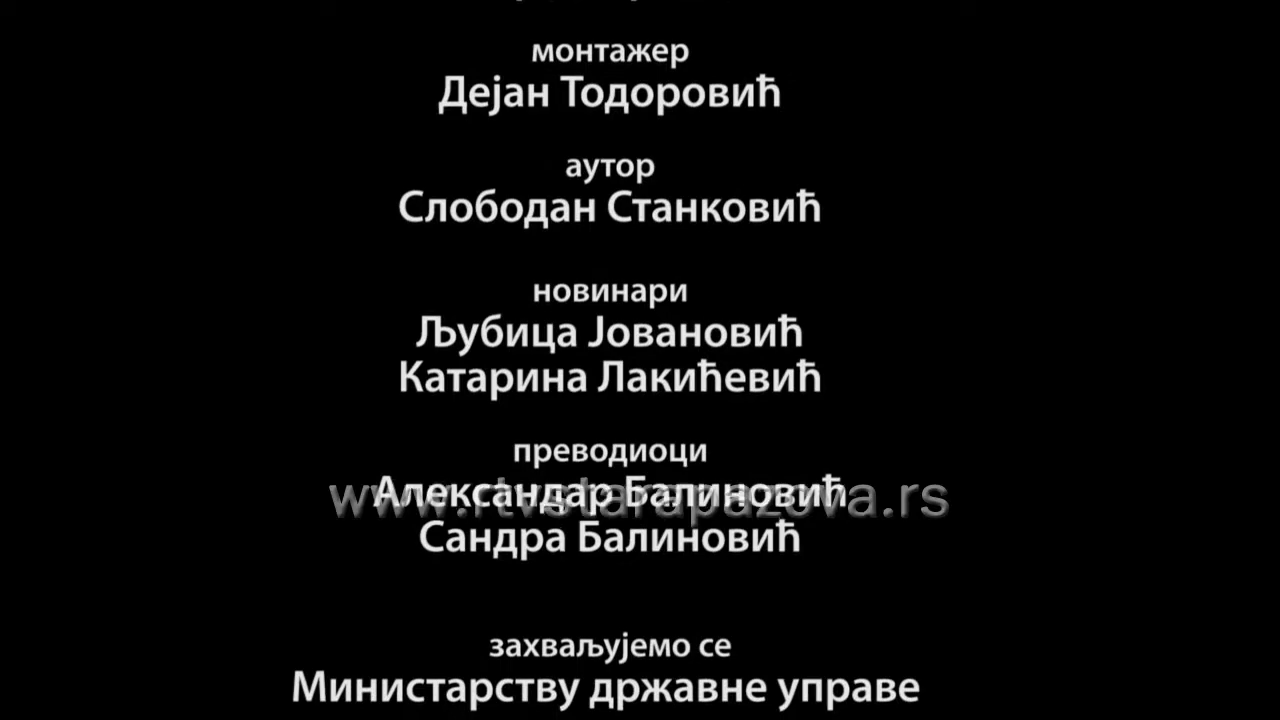 монтажер
Дејан Тодоровић
аутор
Слободан Станковић
новинари
Љубица Јовановић
Катарина Лакићевић
преводиоци
Александар Балиновић
www.rtvstarapazova.rs
Сандра Балиновић
захваљујемо се
Министарству државне управе